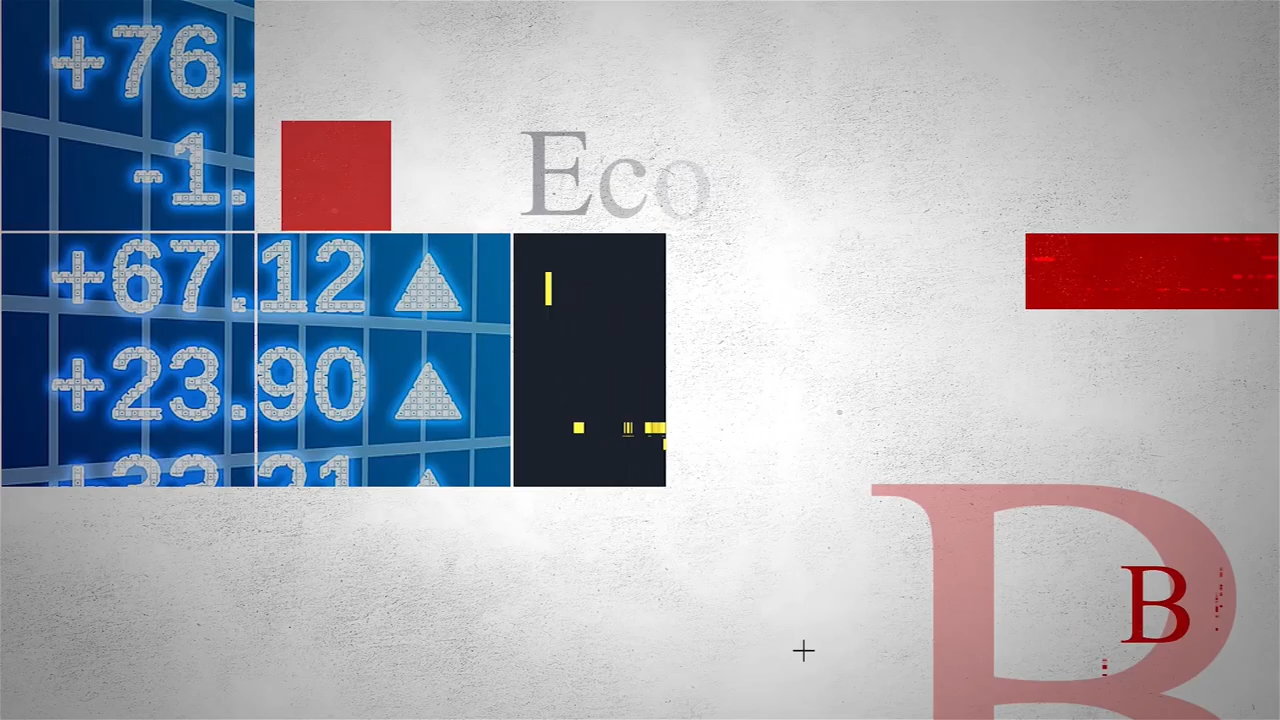 +76.
-1.
Eco
+67.12 ▲
+23.90 ▲
B
B